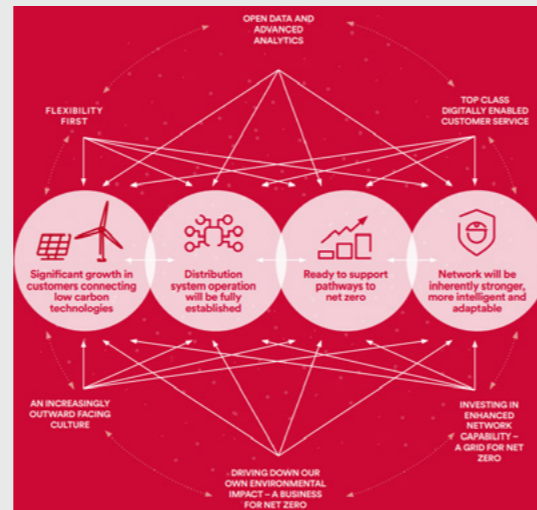 OPEN DATA AND
ADVANCED
ANALYTICS
FLEXIBILITY
FIRST
TOP CLASS
DIGITALLY ENABLED
CUSTOMER SERVICE
Significant growth in
customers connecting
low carbon
technologies
Distribution
system operation
will be fully
established
Ready to support
pathways to
net zero
Network will be
inherently stronger,
more intelligent and
adaptable
AN INCREASINGLY
OUTWARD FACING
CULTURE
INVESTING IN
ENHANCED
NETWORK
CAPABILITY –
A GRID FOR NET
ZERO
DRIVING DOWN OUR
OWN ENVIRONMENTAL
IMPACT – A BUSINESS
FOR NET ZERO